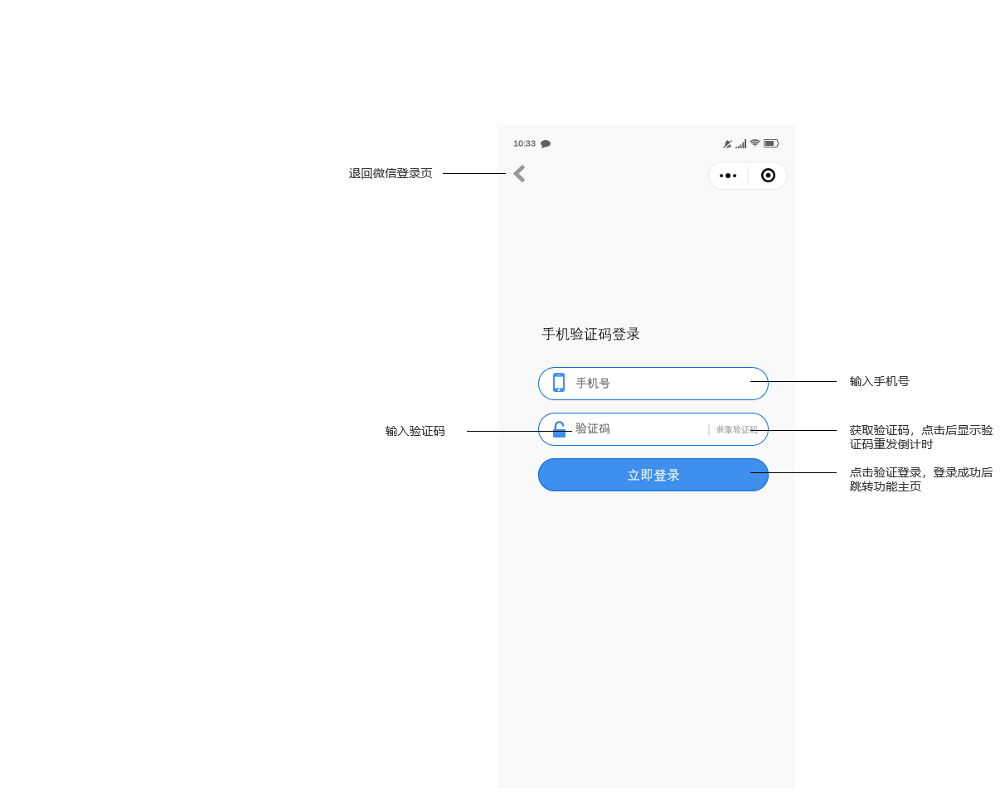 10:33
退回微信登录页
手机验证码登录
手机号
输入手机号
输入验证码
验证码
获取验证码
获取验证码，点击后显示验
证码重发倒计时
立即登录
点击验证登录，登录成功后
跳转功能主页